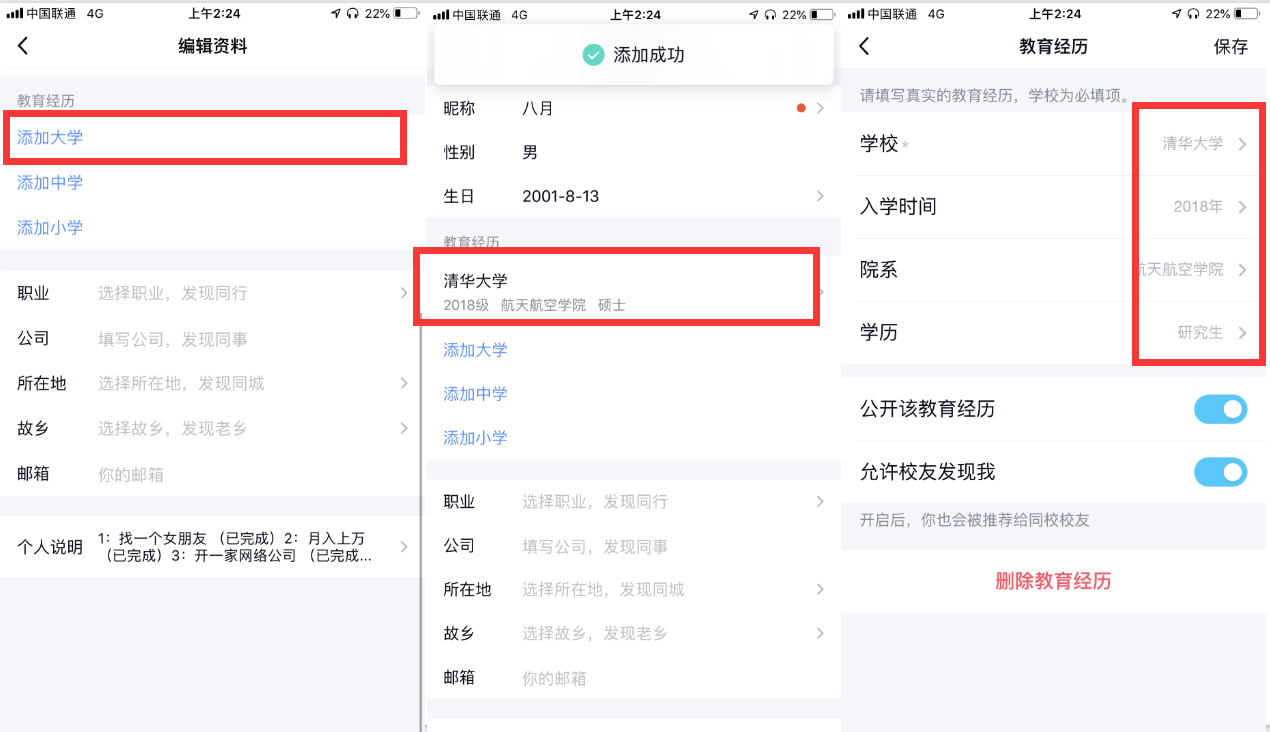 中国联通 4G 上午2:24 22%
编辑资料
教育经历
添加大学
添加中学
添加小学
职业 选择职业，发现同行
公司 填写公司，发现同事
所在地 选择所在地，发现同城
故乡 选择故乡，发现老乡
邮箱 你的邮箱
个人说明 1：找一个女朋友 （已完成）2：月入上万
（已完成）3：开一家网络公司 （已完成...
中国联通 4G 上午2:24 22%
添加成功
昵称 八月
性别 男
生日 2001-8-13
教育经历
清华大学
2018级 航天航空学院 硕士
添加大学
添加中学
添加小学
职业 选择职业，发现同行
公司 填写公司，发现同事
所在地 选择所在地，发现同城
故乡 选择故乡，发现老乡
邮箱 你的邮箱
中国联通 4G 上午2:24 22%
教育经历 保存
请填写真实的教育经历，学校为必填项。
学校* 清华大学
入学时间 2018年
院系 航天航空学院
学历 研究生
公开该教育经历
允许校友发现我
开启后，你也会被推荐给同校校友
删除教育经历